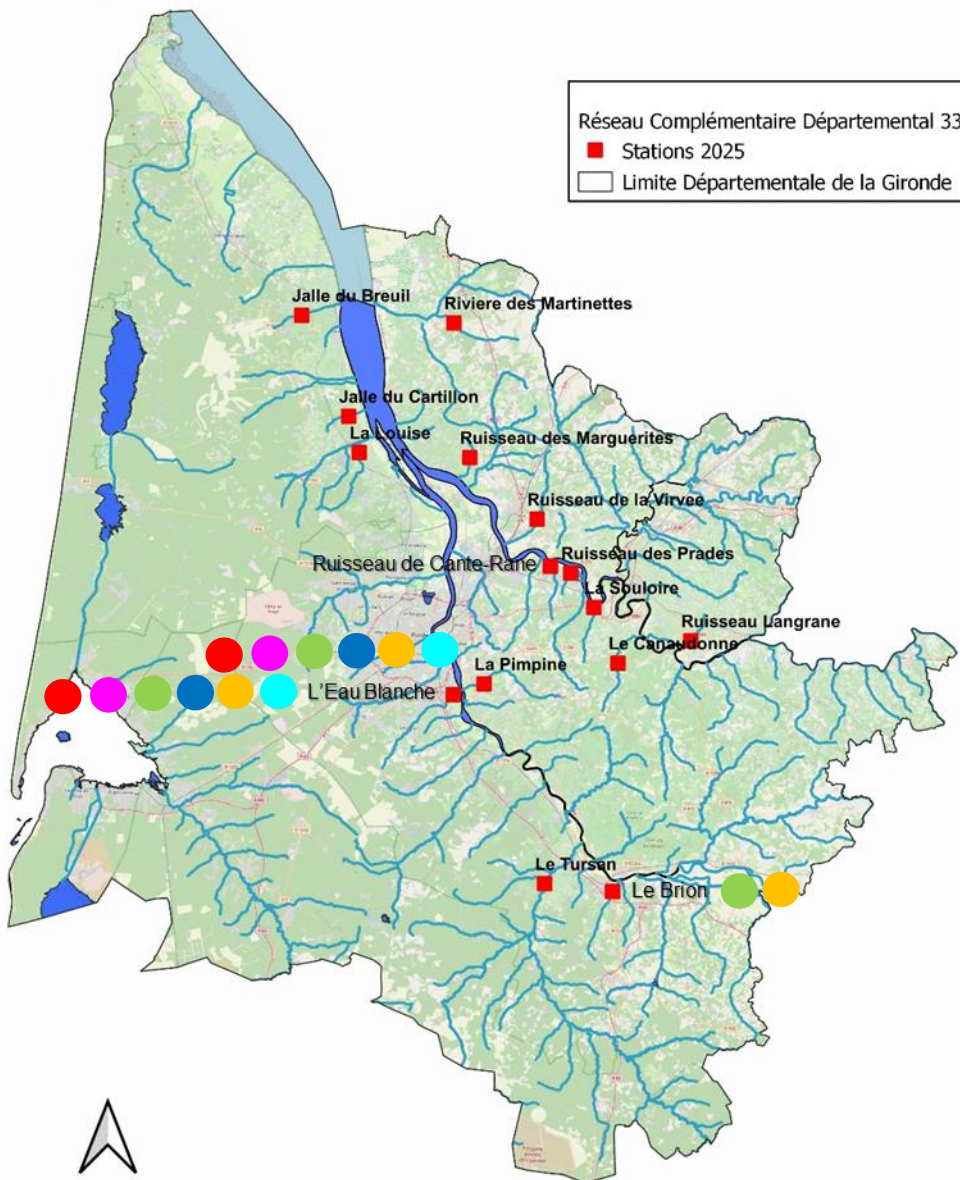 Réseau Complémentaire Départemental 33
Stations 2025
Limite Départementale de la Gironde
Jalle du Breuil
Riviere des Martinettes
Jalle du Cartillon
La Louise
Ruisseau des Marguerites
Ruisseau de la Virvee
Ruisseau de Cante-Rane
Ruisseau des Prades
La Souloire
Ruisseau Langrane
Le Canaudonne
La Pimpine
L'Eau Blanche
Le Tursan
Le Brion